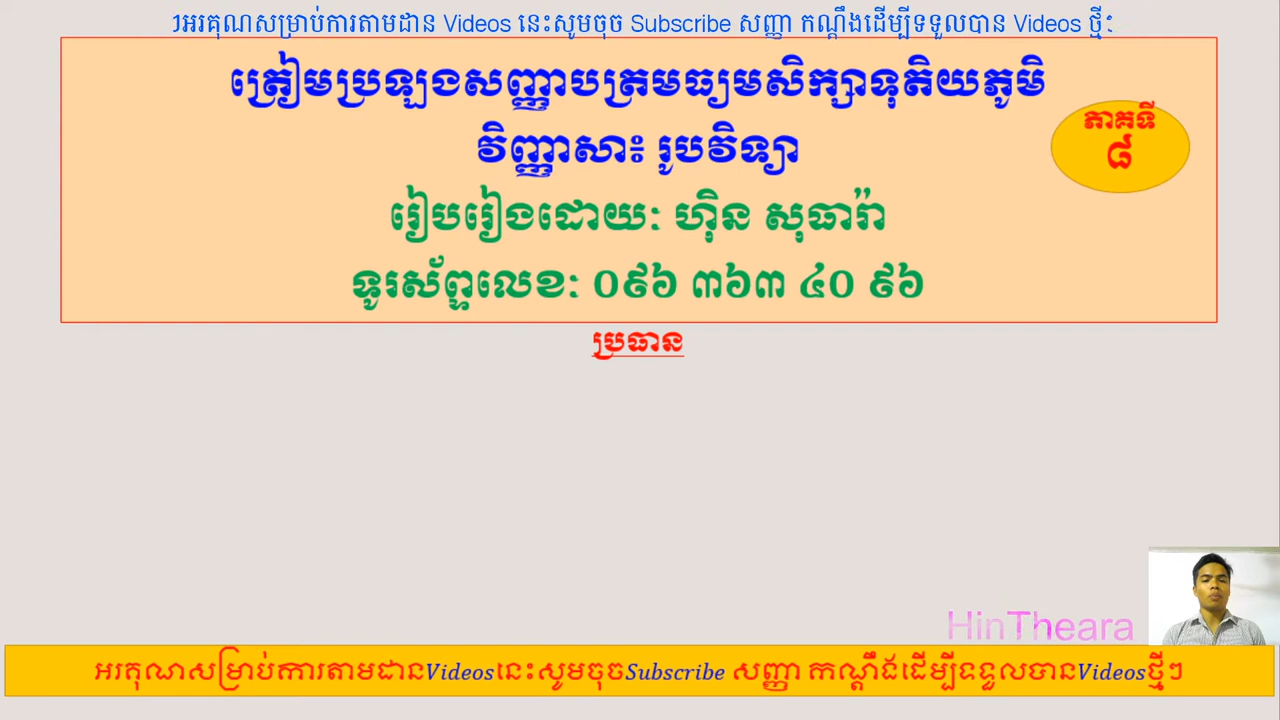 អរគុណសម្រាប់ការតាមដាន Videos នេះសូមចុច Subscribe សញ្ញា កណ្ដឹងដើម្បីទទួលបាន Videos ថ្មីៗ
ត្រៀមប្រឡងសញ្ញាបត្រមធ្យមសិក្សាទុតិយភូមិ
វិញ្ញាសា៖ រូបវិទ្យា
ភាគទី
៨
រៀបរៀងដោយ: ហ៊ិន សុធារ៉ា
ទូរស័ព្ទលេខ: ០៩៦ ៣៦៣ ៤០ ៩៦
ប្រធាន
HinTheara
អរគុណសម្រាប់ការតាមដានVideosនេះសូមចុចSubscribe សញ្ញា កណ្ដឹងដើម្បីទទួលបានVideosថ្មីៗ